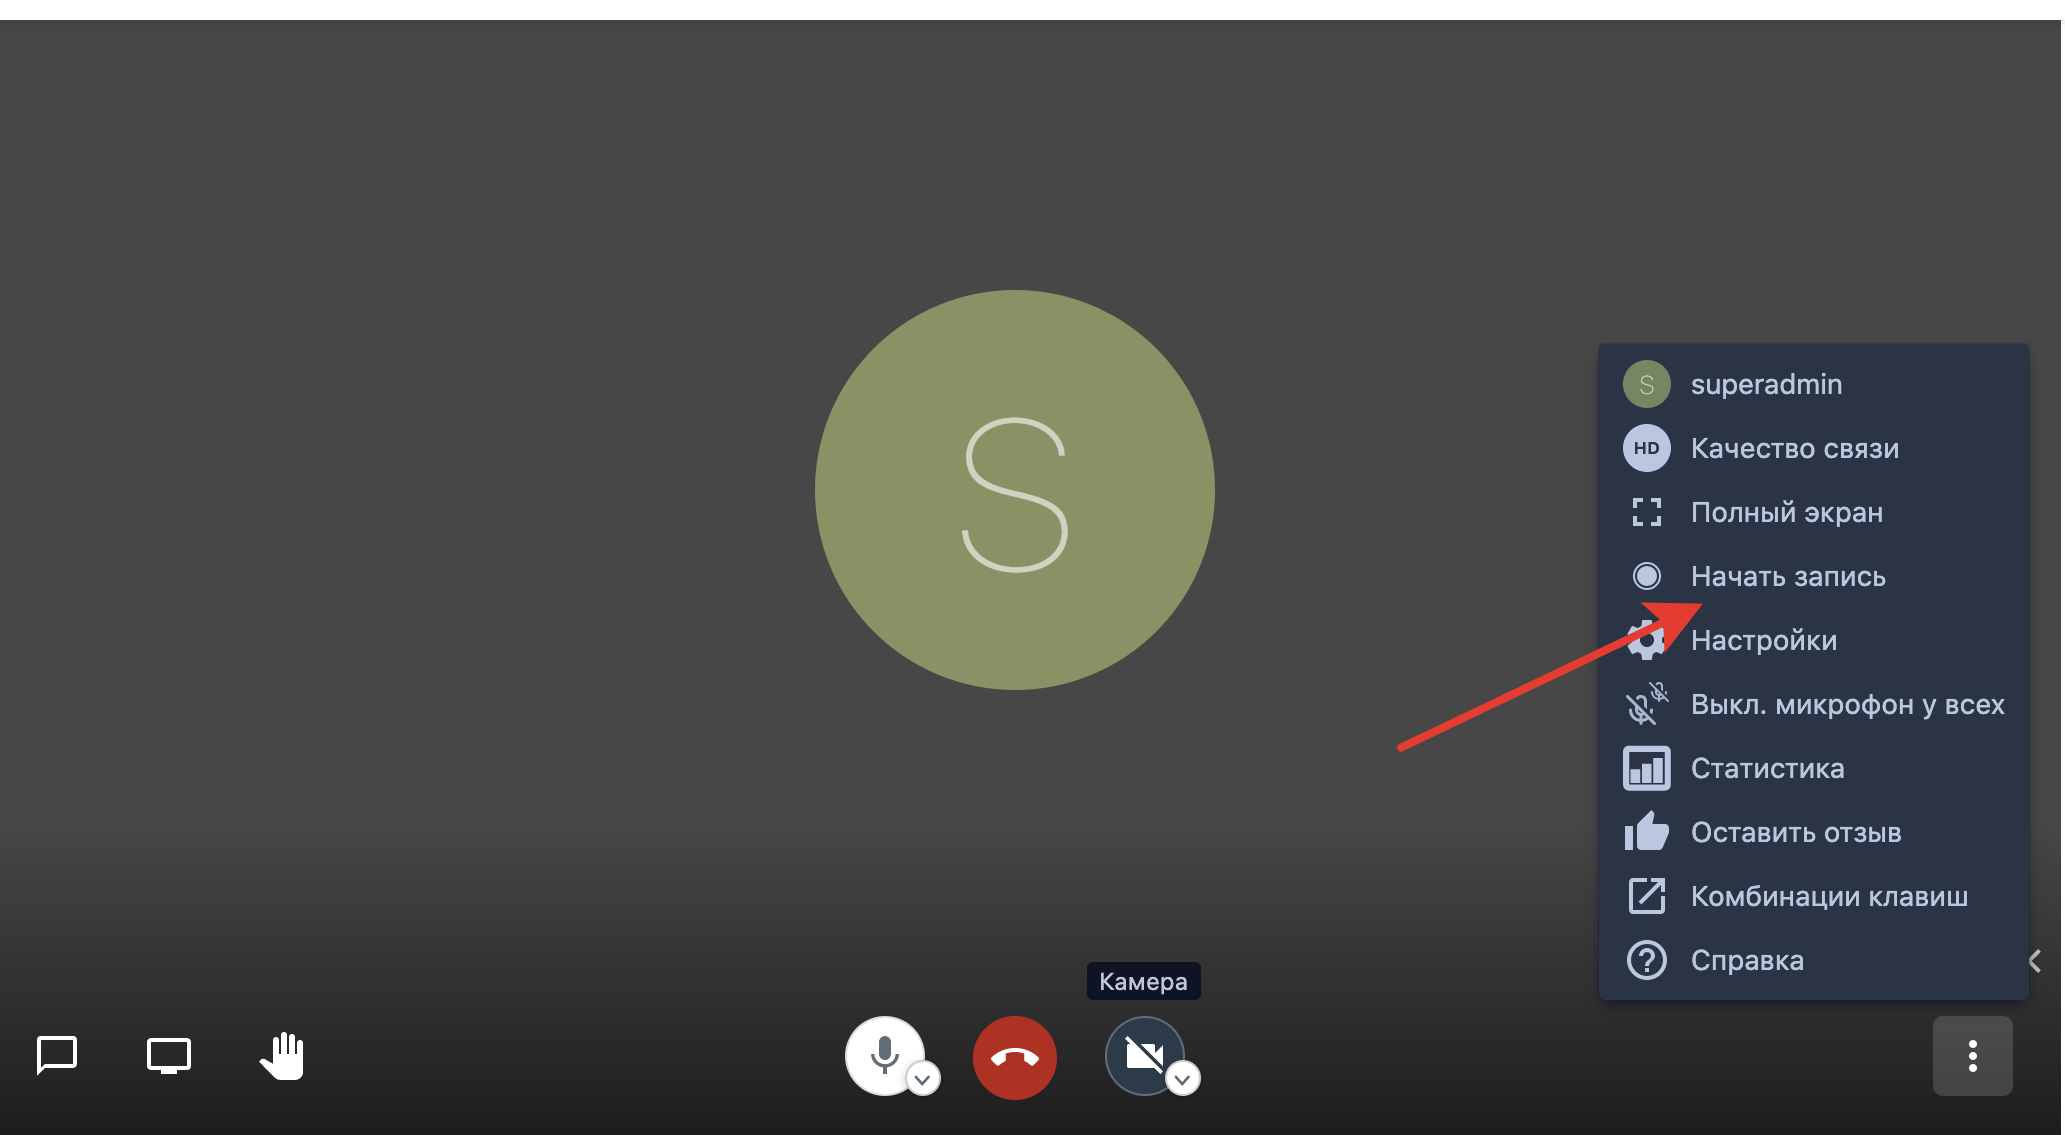 S
S superadmin
HD Качество связи
Полный экран
Начать запись
Настройки
Выкл. микрофон у всех
Статистика
Оставить отзыв
Комбинации клавиш
? Справка
Камера